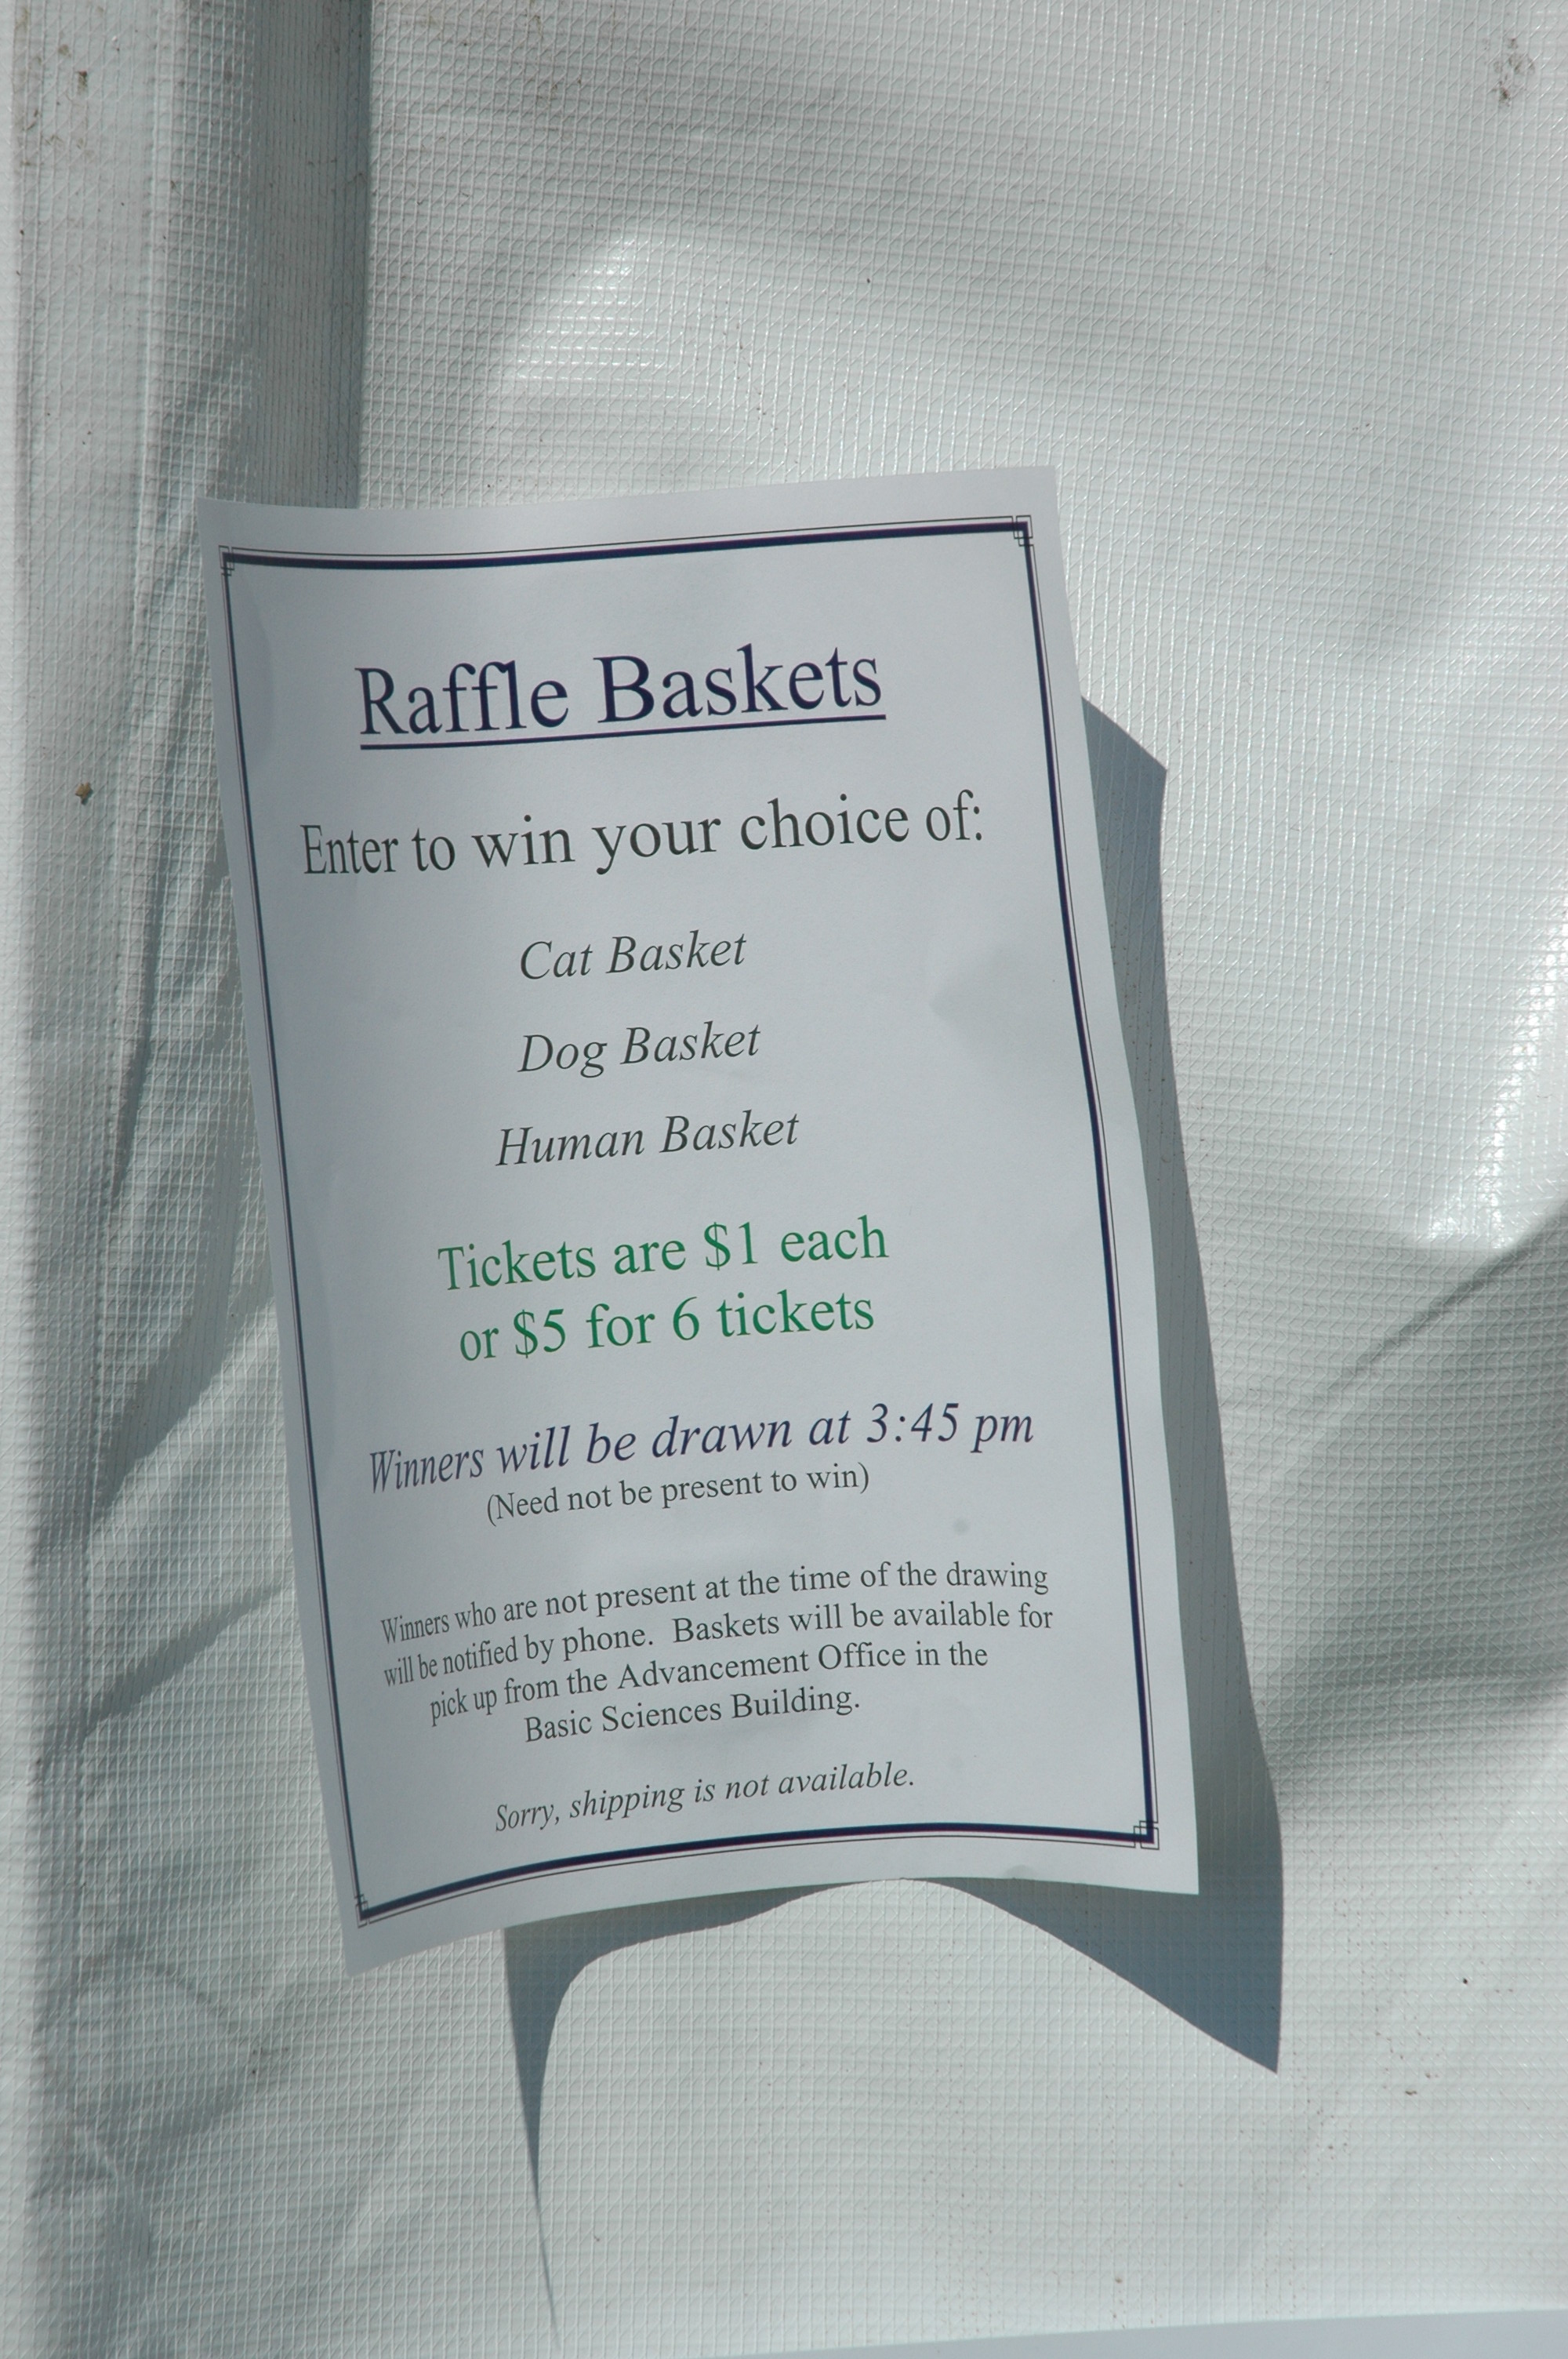 Raffle Baskets
Enter to win your choice of:
Cat Basket
Dog Basket
Human Basket
Tickets are $1 each
or $5 for 6 tickets
Winners will be drawn at 3:45 pm
(Need not be present to win)
Winners who are not present at the time of the drawing
will be notified by phone.  Baskets will be available for
pick up from the Advancement Office in the
Basic Sciences Building.
Sorry, shipping is not available.